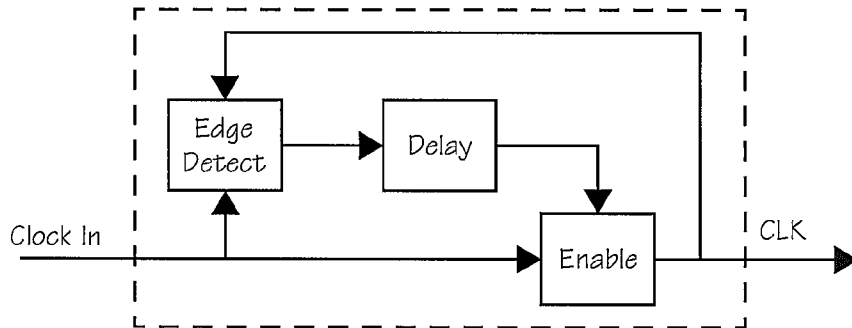 Edge
Detect
Delay
Clock In
Enable
CLK